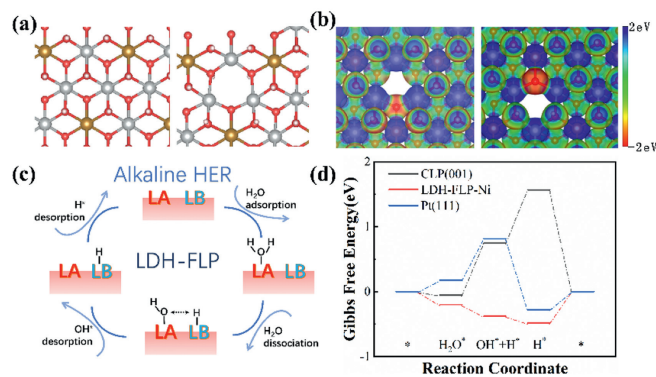 (a)
(b)
2eV
−2eV
(c)
Alkaline HER
H* desorption
LA LB
H2O adsorption
H
LA LB
LDH-FLP
H H
O
LA LB
OH* desorption
H
O H
LA LB
H2O dissociation
(d)
Gibbs Free Energy(eV)
2
1
0
-1
CLP(001)
LDH-FLP-Ni
Pt(111)
* H2O* OH*+H* H* *
Reaction Coordinate